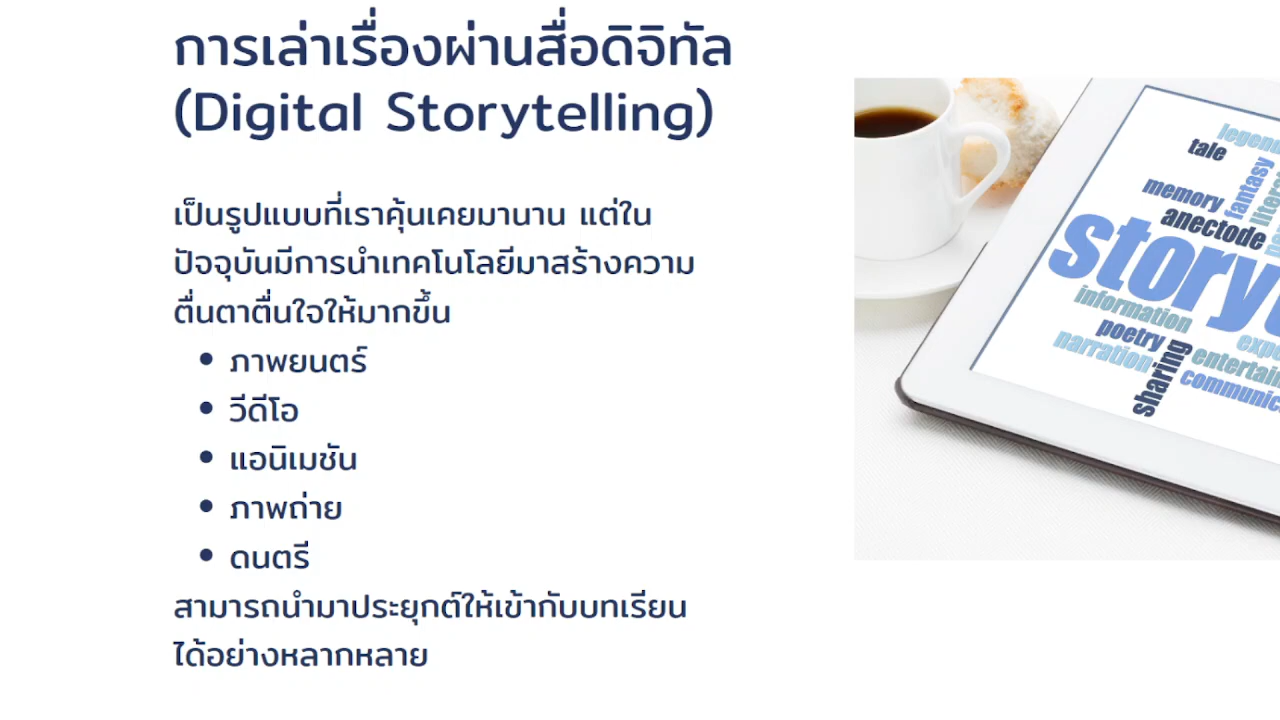 การเล่าเรื่องผ่านสื่อดิจิทัล
(Digital Storytelling)
เป็นรูปแบบที่เราคุ้นเคยมานาน แต่ใน
ปัจจุบันมีการนำเทคโนโลยีมาสร้างความ
ตื่นตาตื่นใจให้มากขึ้น
• ภาพยนตร์
• วีดีโอ
• แอนิเมชัน
• ภาพถ่าย
• ดนตรี
สามารถนำมาประยุกต์ให้เข้ากับบทเรียน
ได้อย่างหลากหลาย
tale
memory
fantasy
anectode
information
poetry
narration
sharing